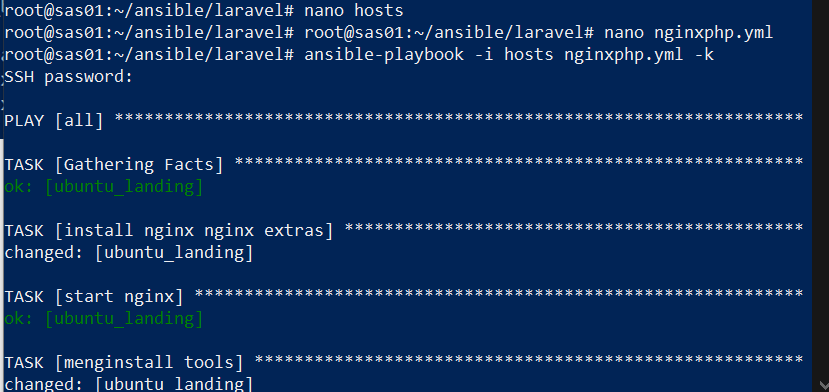 root@sas01:~/ansible/laravel# nano hosts
root@sas01:~/ansible/laravel# root@sas01:~/ansible/laravel# nano nginxphp.yml
root@sas01:~/ansible/laravel# ansible-playbook -i hosts nginxphp.yml -k
SSH password:
PLAY [all] *********************************************************************
TASK [Gathering Facts] *********************************************************
ok: [ubuntu_landing]
TASK [install nginx nginx extras] **********************************************
changed: [ubuntu_landing]
TASK [start nginx] *************************************************************
ok: [ubuntu_landing]
TASK [menginstall tools] *******************************************************
changed: [ubuntu_landing]